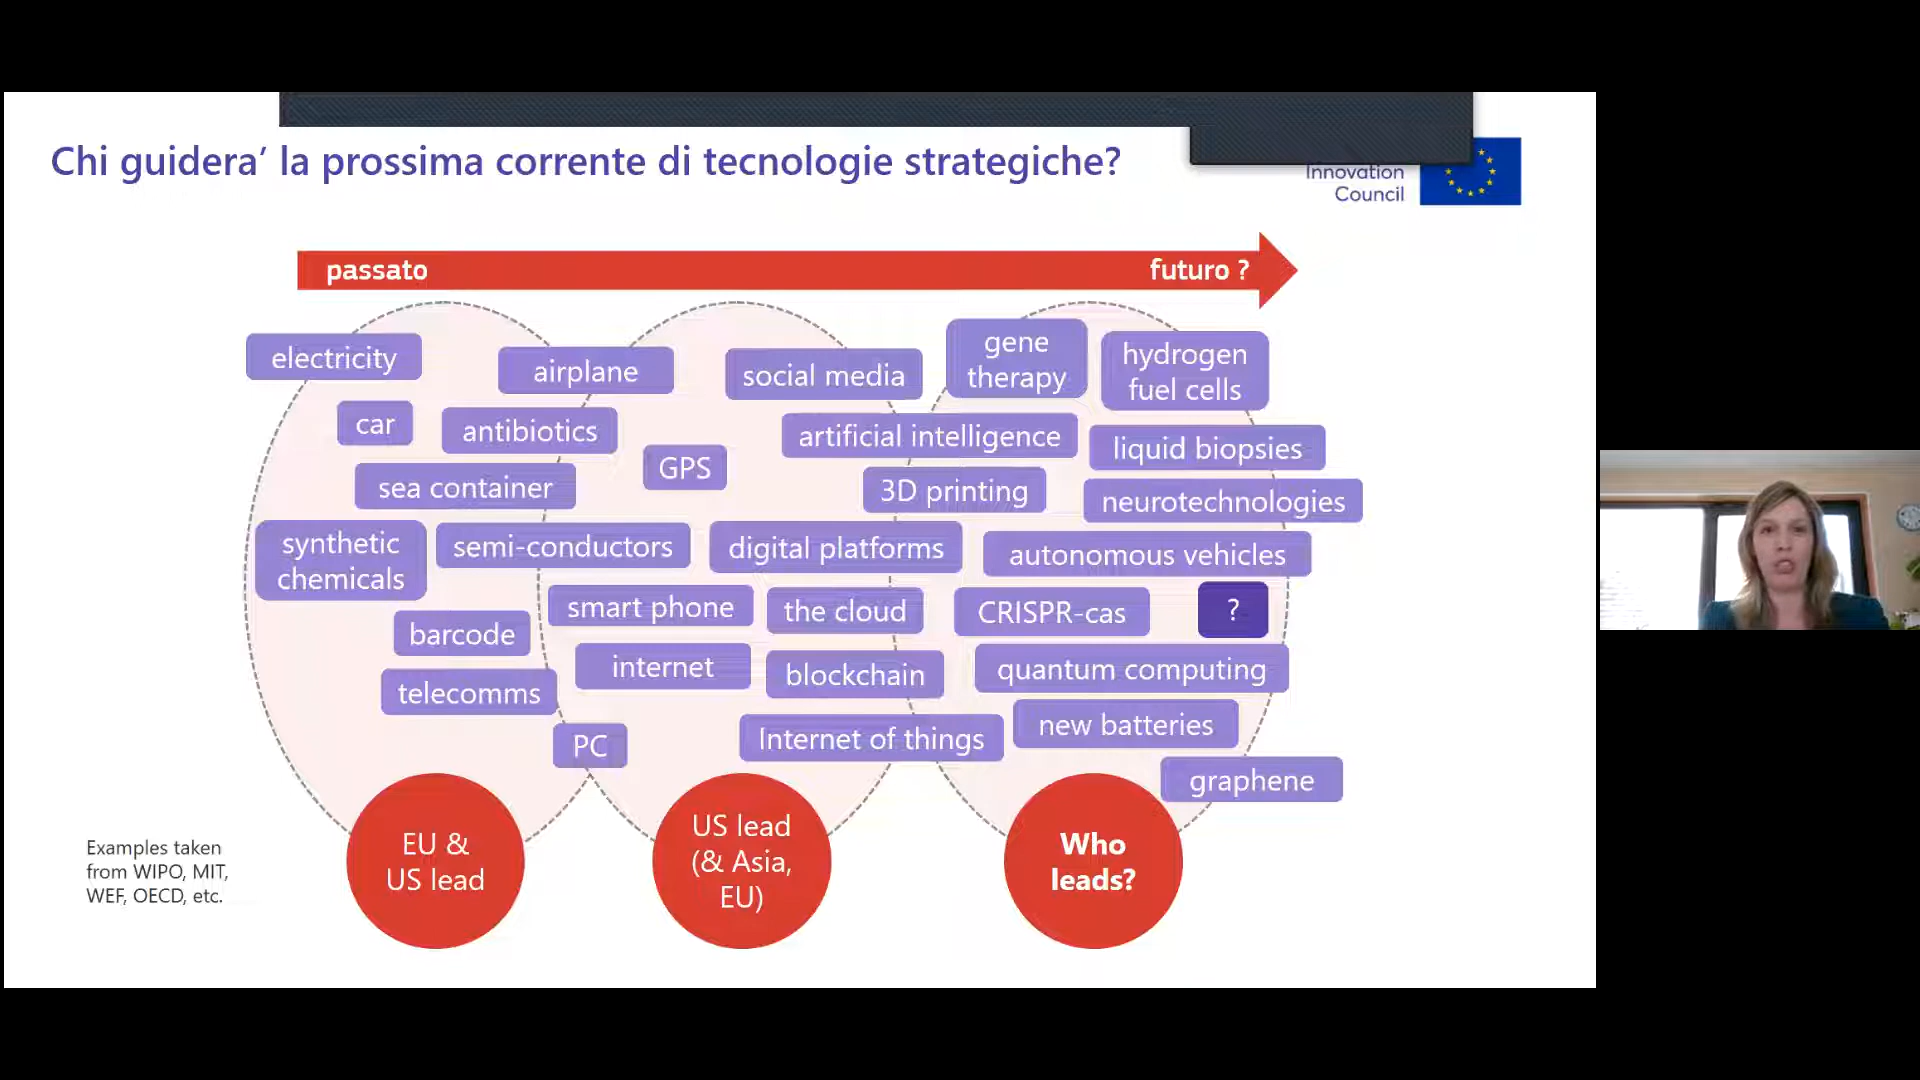 Chi guidera’ la prossima corrente di tecnologie strategiche?
Innovation
Council
passato
futuro ?
electricity
airplane
social media
gene
therapy
hydrogen
fuel cells
car
antibiotics
GPS
artificial intelligence
liquid biopsies
sea container
3D printing
neurotechnologies
synthetic
chemicals
semi-conductors
digital platforms
autonomous vehicles
smart phone
the cloud
CRISPR-cas
?
barcode
internet
blockchain
quantum computing
telecomms
PC
Internet of things
new batteries
graphene
EU &
US lead
US lead
(& Asia,
EU)
Who
leads?
Examples taken
from WIPO, MIT,
WEF, OECD, etc.